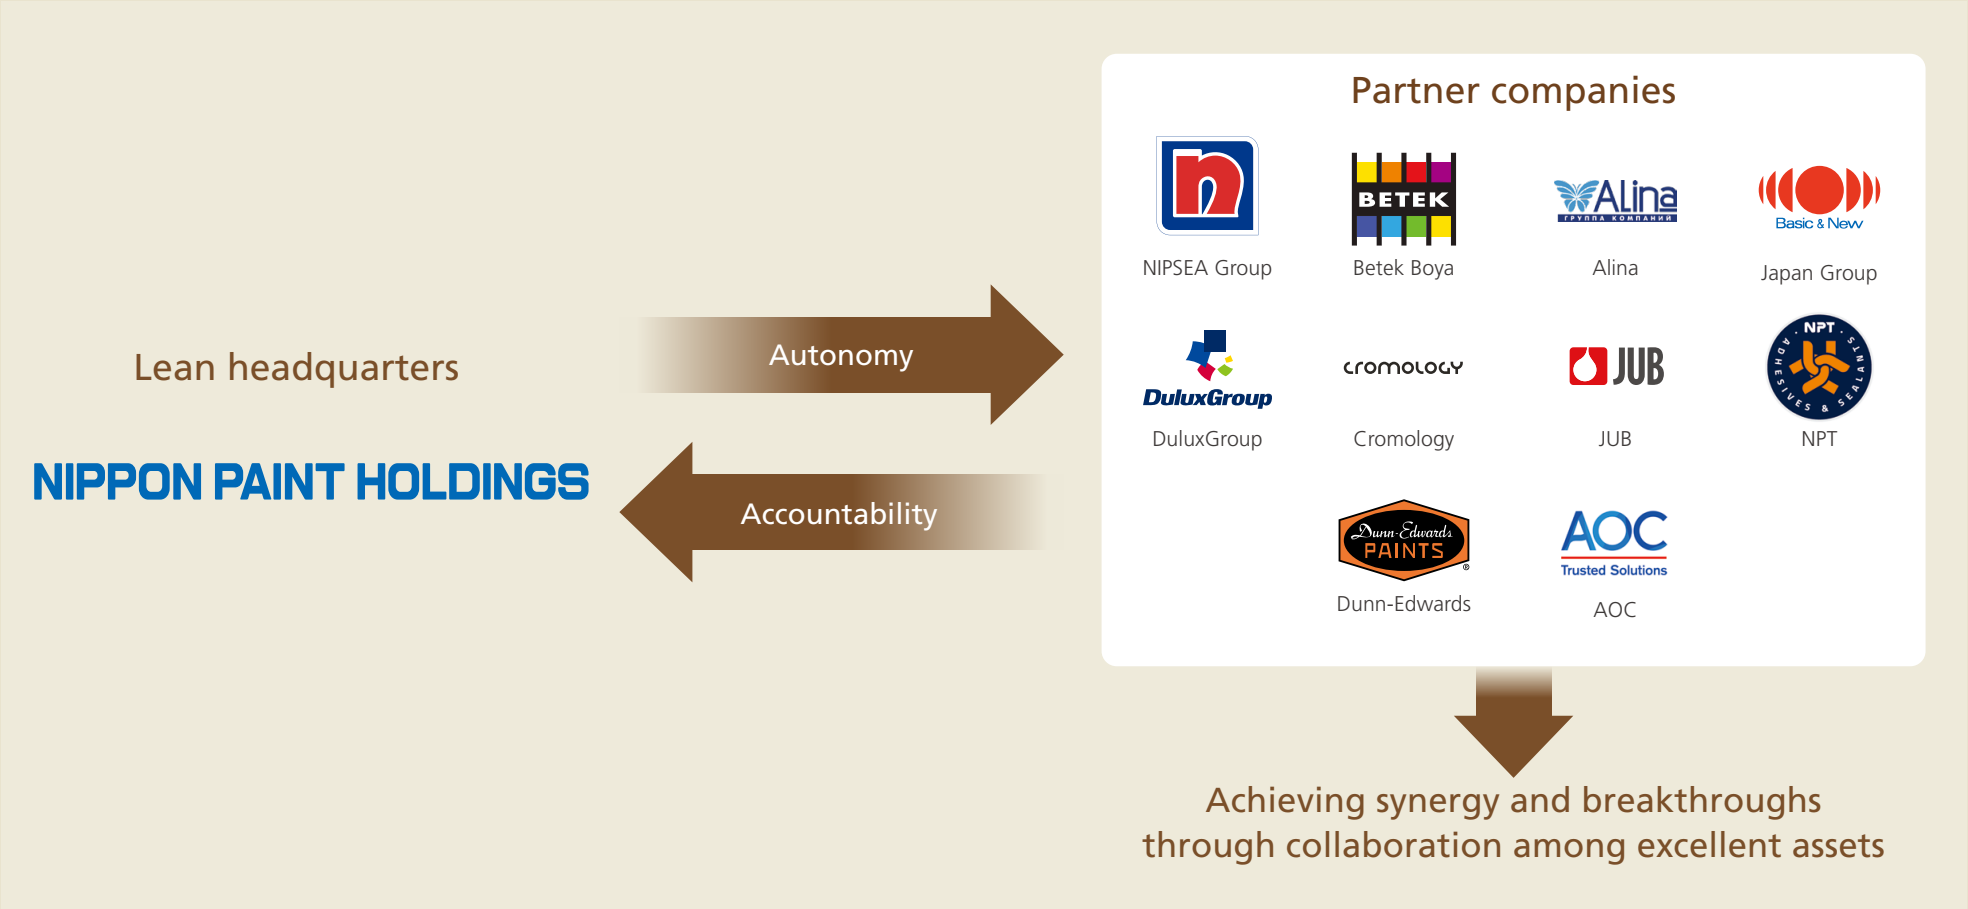 Lean headquarters
NIPPON PAINT HOLDINGS
Autonomy
Accountability
Partner companies
n
NIPSEA Group
BETEK
Betek Boya
Alina
ГРУППА КОМПАНИЙ
Alina
Basic & New
Japan Group
DuluxGroup
DuluxGroup
cromology
Cromology
JUB
JUB
NPT
ADHESIVES & SEALANTS
NPT
Dunn-Edwards
PAINTS
®
Dunn-Edwards
AOC
Trusted Solutions
AOC
Achieving synergy and breakthroughs
through collaboration among excellent assets